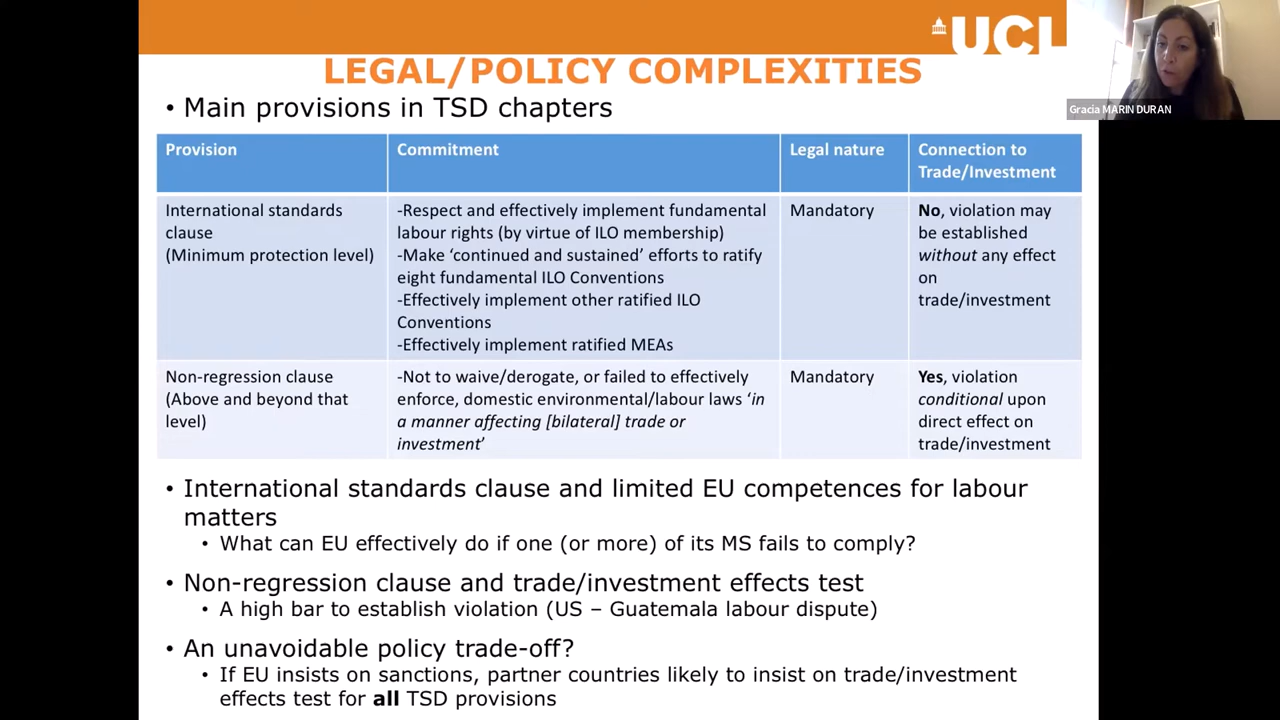 UCL
LEGAL/POLICY COMPLEXITIES
Gracia MARIN DURAN
• Main provisions in TSD chapters
Provision
Commitment
Legal nature
Connection to
Trade/Investment
International standards
clause
(Minimum protection level)
-Respect and effectively implement fundamental
labour rights (by virtue of ILO membership)
-Make ‘continued and sustained’ efforts to ratify
eight fundamental ILO Conventions
-Effectively implement other ratified ILO
Conventions
-Effectively implement ratified MEAs
Mandatory
No, violation may
be established
without any effect
on
trade/investment
Non-regression clause
(Above and beyond that
level)
-Not to waive/derogate, or failed to effectively
enforce, domestic environmental/labour laws ‘in
a manner affecting [bilateral] trade or
investment’
Mandatory
Yes, violation
conditional upon
direct effect on
trade/investment
• International standards clause and limited EU competences for labour
matters
• What can EU effectively do if one (or more) of its MS fails to comply?
• Non-regression clause and trade/investment effects test
• A high bar to establish violation (US – Guatemala labour dispute)
• An unavoidable policy trade-off?
• If EU insists on sanctions, partner countries likely to insist on trade/investment
effects test for all TSD provisions